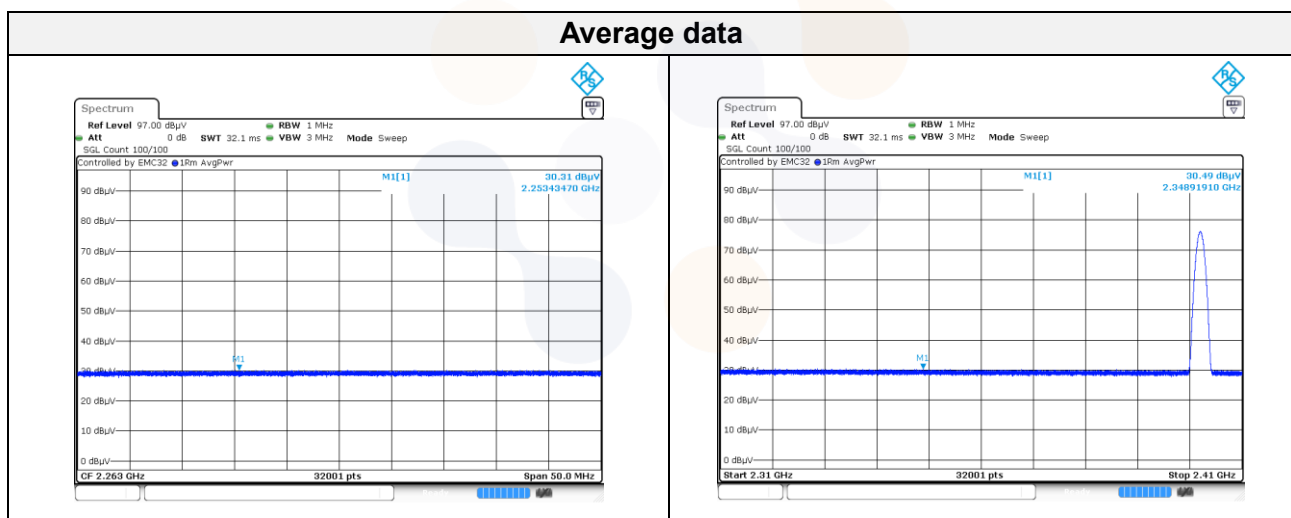 Average data
R&S
Spectrum
Ref Level 97.00 dBµV RBW 1 MHz
Att 0 dB SWT 32.1 ms VBW 3 MHz Mode Sweep
SGL Count 100/100
Controlled by EMC32 1Rm AvgPwr
M1[1] 30.31 dBµV
2.25343470 GHz
90 dBµV
80 dBµV
70 dBµV
60 dBµV
50 dBµV
40 dBµV
M1
20 dBµV
10 dBµV
0 dBµV
CF 2.263 GHz 32001 pts Span 50.0 MHz
R&S
Spectrum
Ref Level 97.00 dBµV RBW 1 MHz
Att 0 dB SWT 32.1 ms VBW 3 MHz Mode Sweep
SGL Count 100/100
Controlled by EMC32 1Rm AvgPwr
M1[1] 30.49 dBµV
2.34891910 GHz
90 dBµV
80 dBµV
70 dBµV
60 dBµV
50 dBµV
40 dBµV
M1
20 dBµV
10 dBµV
0 dBµV
Start 2.31 GHz 32001 pts Stop 2.41 GHz